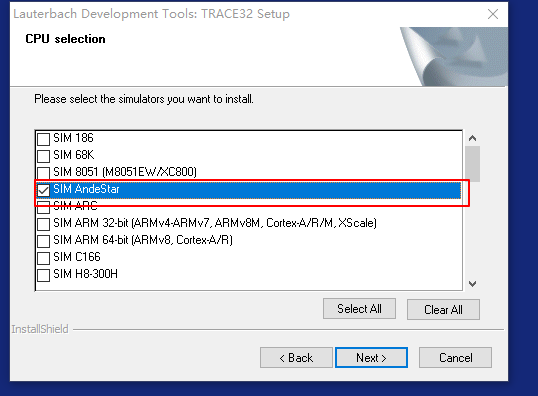 Lauterbach Development Tools: TRACE32 Setup
CPU selection
Please select the simulators you want to install.
SIM 186
SIM 68K
SIM 8051 (M8051EW/XC800)
SIM AndeStar
SIM ARC
SIM ARM 32-bit (ARMv4-ARMv7, ARMv8M, Cortex-A/R/M, XScale)
SIM ARM 64-bit (ARMv8, Cortex-A/R)
SIM C166
SIM H8-300H
Select All
Clear All
InstallShield
< Back
Next >
Cancel